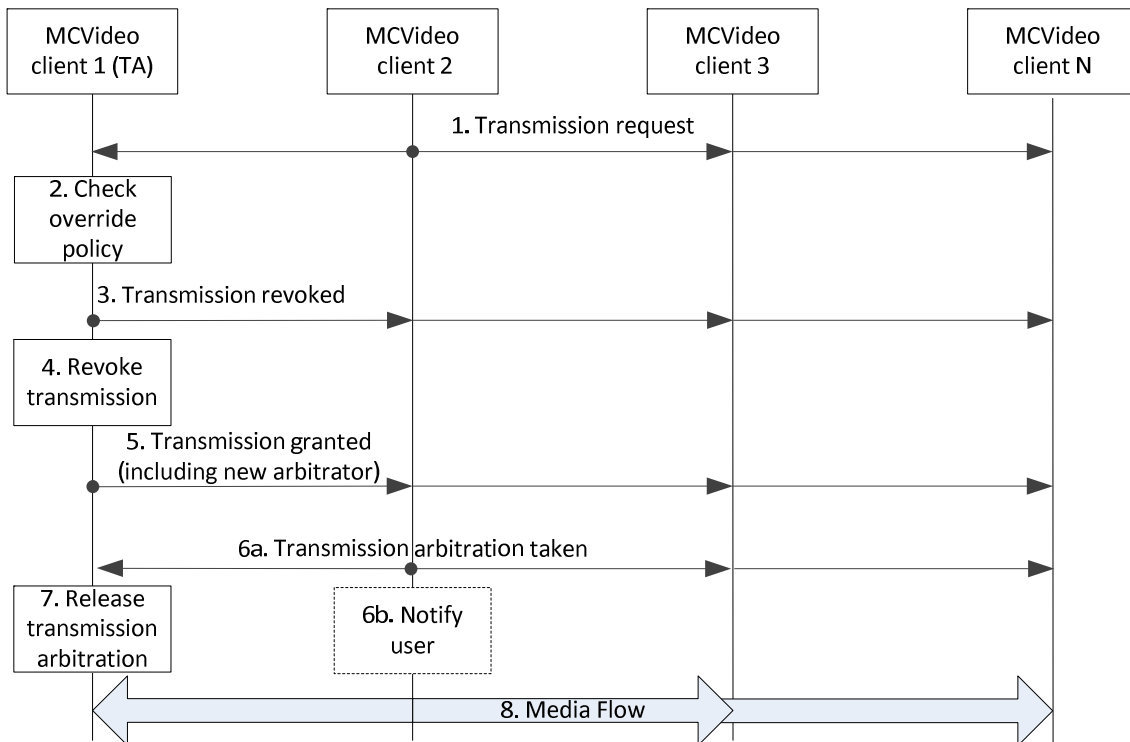 MCVideo
client 1 (TA)
MCVideo
client 2
MCVideo
client 3
MCVideo
client N
1. Transmission request
2. Check
override
policy
3. Transmission revoked
4. Revoke
transmission
5. Transmission granted
(including new arbitrator)
6a. Transmission arbitration taken
7. Release
transmission
arbitration
6b. Notify
user
8. Media Flow